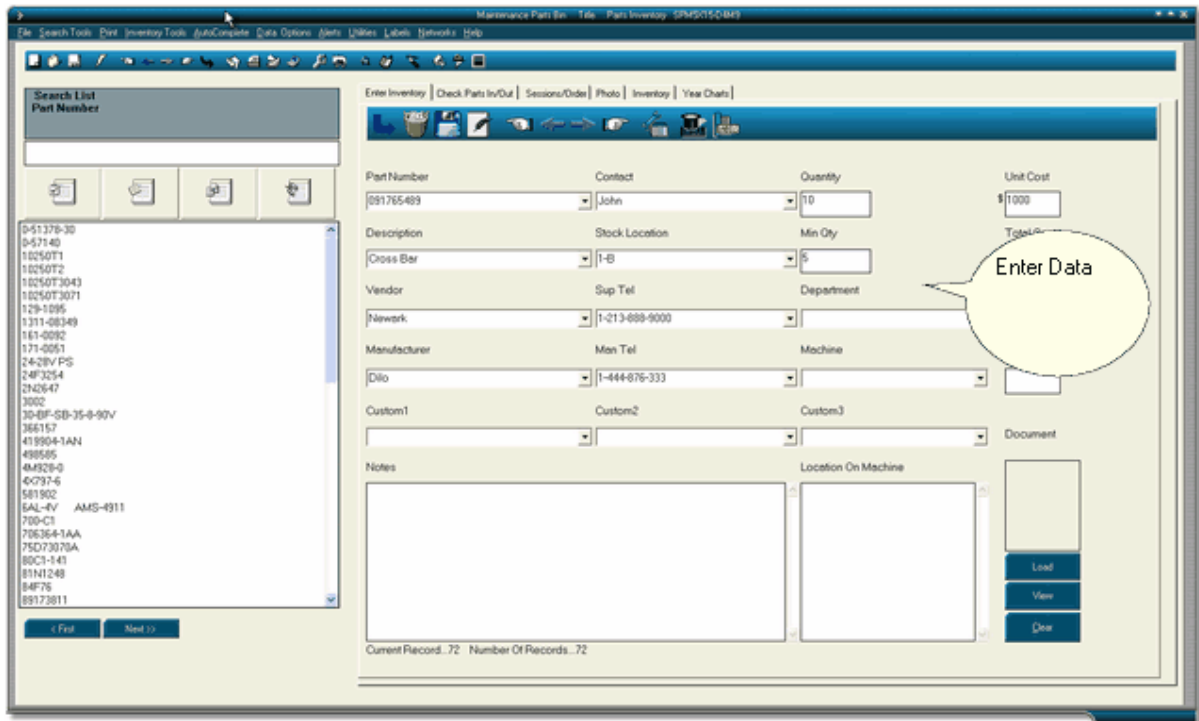 Maintenance Parts Bin Title Parts Inventory SPMSX15-D4M9
File Search Tools Print Inventory Tools AutoComplete Data Options Alerts Utilities Labels Networks Help
Search List
Part Number
0-51378-30
0-57140
10250T1
10250T2
10250T3043
10250T3071
129-1095
1311-08349
161-0092
171-0051
24-28V PS
24F3254
2N2647
3002
30-BF-SB-35-8-90V
366157
419904-1AN
498585
4M928-0
4X797-6
581902
6AL-4V AMS-4911
700-C1
706364-1AA
75D73070A
80C1-141
81N1248
84F76
89173811
< First Next >>
Enter Inventory Check Parts In/Out Sessions/Order Photo Inventory Year Charts
Part Number Contact Quantity Unit Cost
091765489 John 10 $ 1000
Description Stock Location Min Qty Total
Cross Bar 1-B 5
Enter Data
Vendor Sup Tel Department
Newark 1-213-888-9000
Manufacturer Man Tel Machine
Dilo 1-444-876-333
Custom1 Custom2 Custom3
Document
Notes Location On Machine
Load
View
Clear
Current Record...72 Number Of Records...72